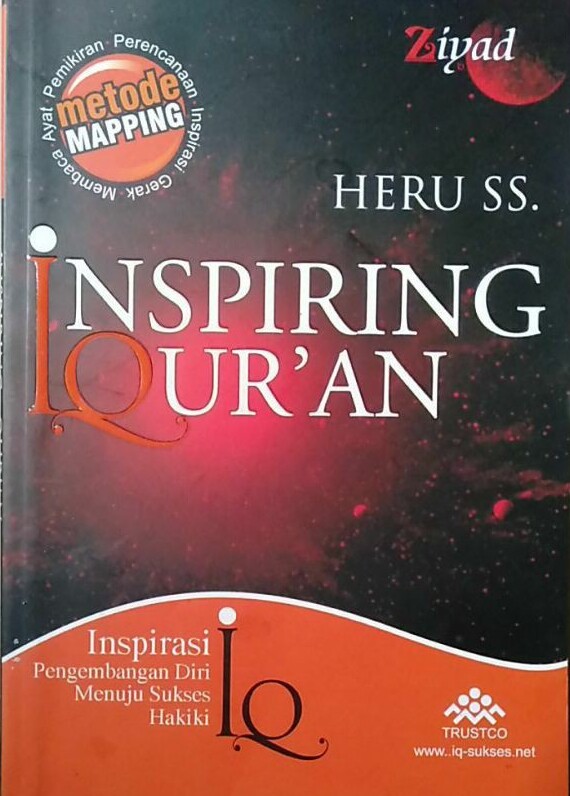 Ziyad
Membaca · Ayat · Pemikiran · Perencanaan · Inspirasi · Gerak ·
metode
MAPPING
HERU SS.
iNSPIRING
QUR'AN
Inspirasi
Pengembangan Diri
Menuju Sukses
Hakiki
iQ
TRUSTCO
www..iq-sukses.net